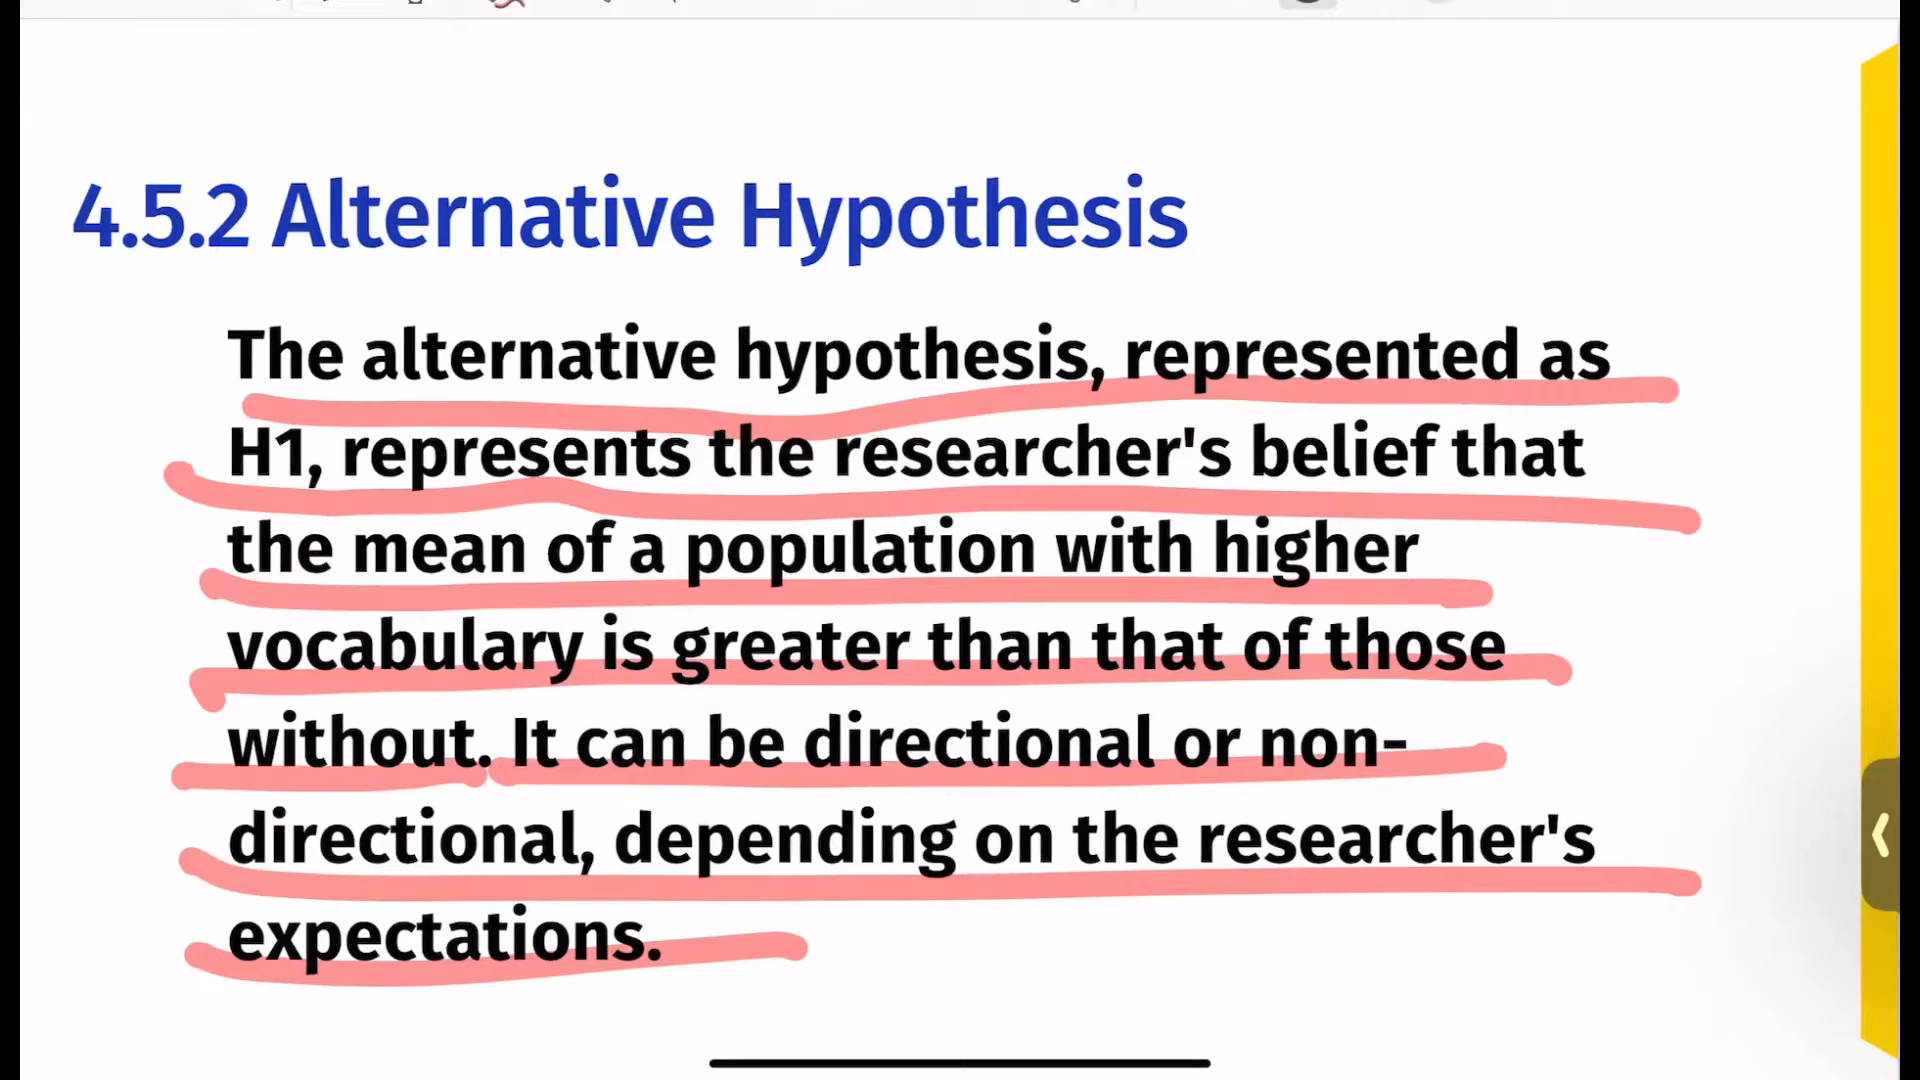 4.5.2 Alternative Hypothesis
The alternative hypothesis, represented as
H1, represents the researcher's belief that
the mean of a population with higher
vocabulary is greater than that of those
without. It can be directional or non-
directional, depending on the researcher's
expectations.